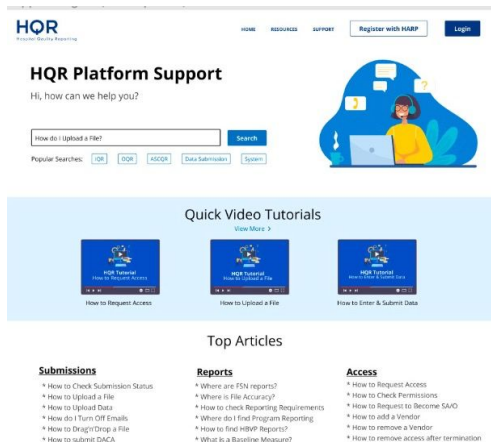 HQR
Hospital Quality Reporting
HOME
RESOURCES
SUPPORT
Register with HARP
Login
HQR Platform Support
Hi, how can we help you?
How do I Upload a File?
Search
Popular Searches:
IQR
OQR
ASCQR
Data Submission
System
Quick Video Tutorials
View More >
HQR Tutorial
How to Request Access
HQR Tutorial
How to Upload a File
HQR Tutorial
How to Enter & Submit Data
How to Request Access
How to Upload a File
How to Enter & Submit Data
Top Articles
Submissions
* How to Check Submission Status
* How to Upload a File
* How to Upload Data
* How do I Turn Off Emails
* How to Drag'n'Drop a File
* How to submit DACA
Reports
* Where are FSN reports?
* Where is File Accuracy?
* How to check Reporting Requirements
* Where do I find Program Reporting
* How to find HBVP Reports?
* What is a Baseline Measure?
Access
* How to Request Access
* How to Check Permissions
* How to Request to Become SA/O
* How to add a Vendor
* How to remove a Vendor
* How to remove access after termination